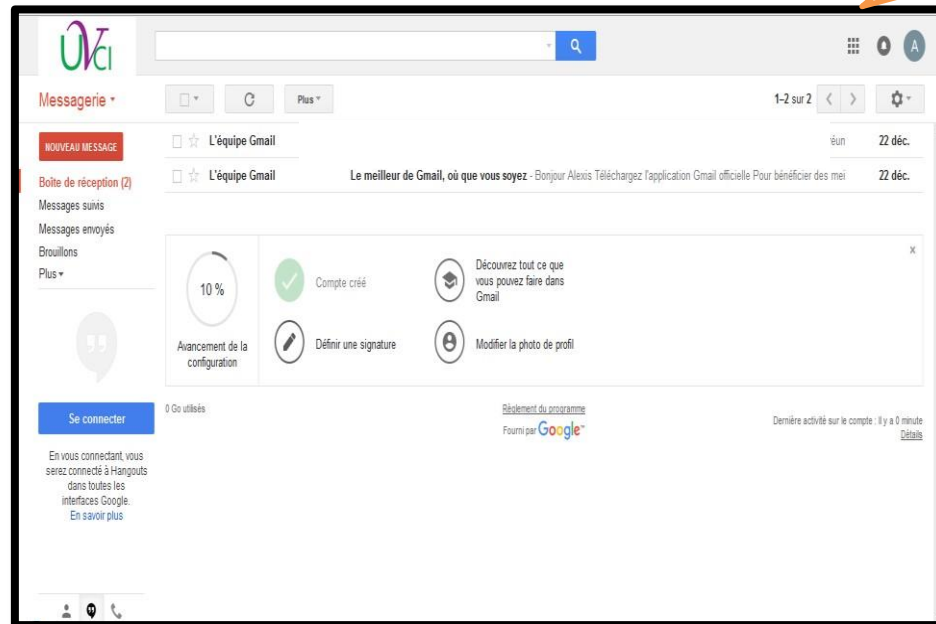 UVCI
A
Messagerie
Plus
1–2 sur 2
NOUVEAU MESSAGE
L'équipe Gmail
22 déc.
Boîte de réception (2)
L'équipe Gmail
Le meilleur de Gmail, où que vous soyez - Bonjour Alexis Téléchargez l'application Gmail officielle Pour bénéficier des mei
22 déc.
Messages suivis
Messages envoyés
Brouillons
Plus
10 %
Avancement de la
configuration
Compte créé
Découvrez tout ce que
vous pouvez faire dans
Gmail
x
Définir une signature
Modifier la photo de profil
Se connecter
En vous connectant, vous
serez connecté à Hangouts
dans toutes les
interfaces Google.
En savoir plus
0 Go utilisés
Règlement du programme
Fourni par Google™
Dernière activité sur le compte : Il y a 0 minute
Détails